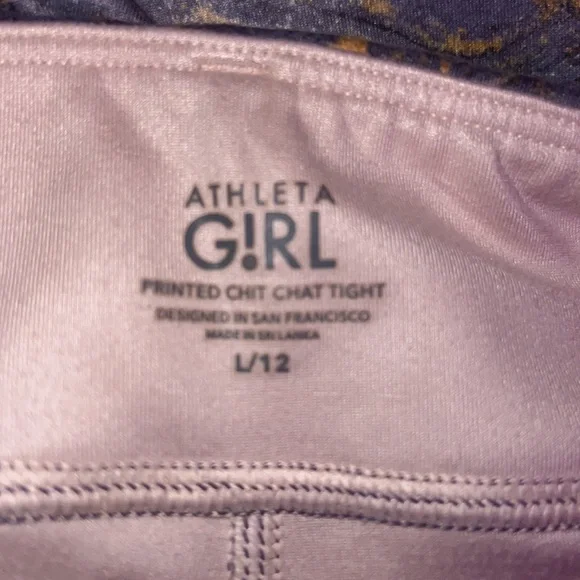 ATHLETA
G!RL
PRINTED CHIT CHAT TIGHT
DESIGNED IN SAN FRANCISCO
MADE IN SRI LANKA
L/12